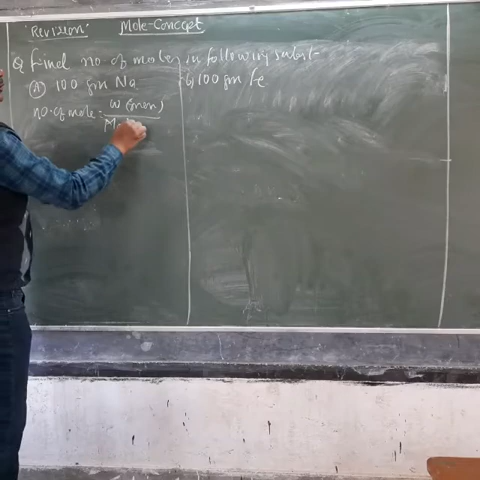 "Revision" Mole-Concept
Q Find no of moles in following subst-
(a) 100 gm Na
b) 100 gm Fe
no. of mole = w (mass)
M.